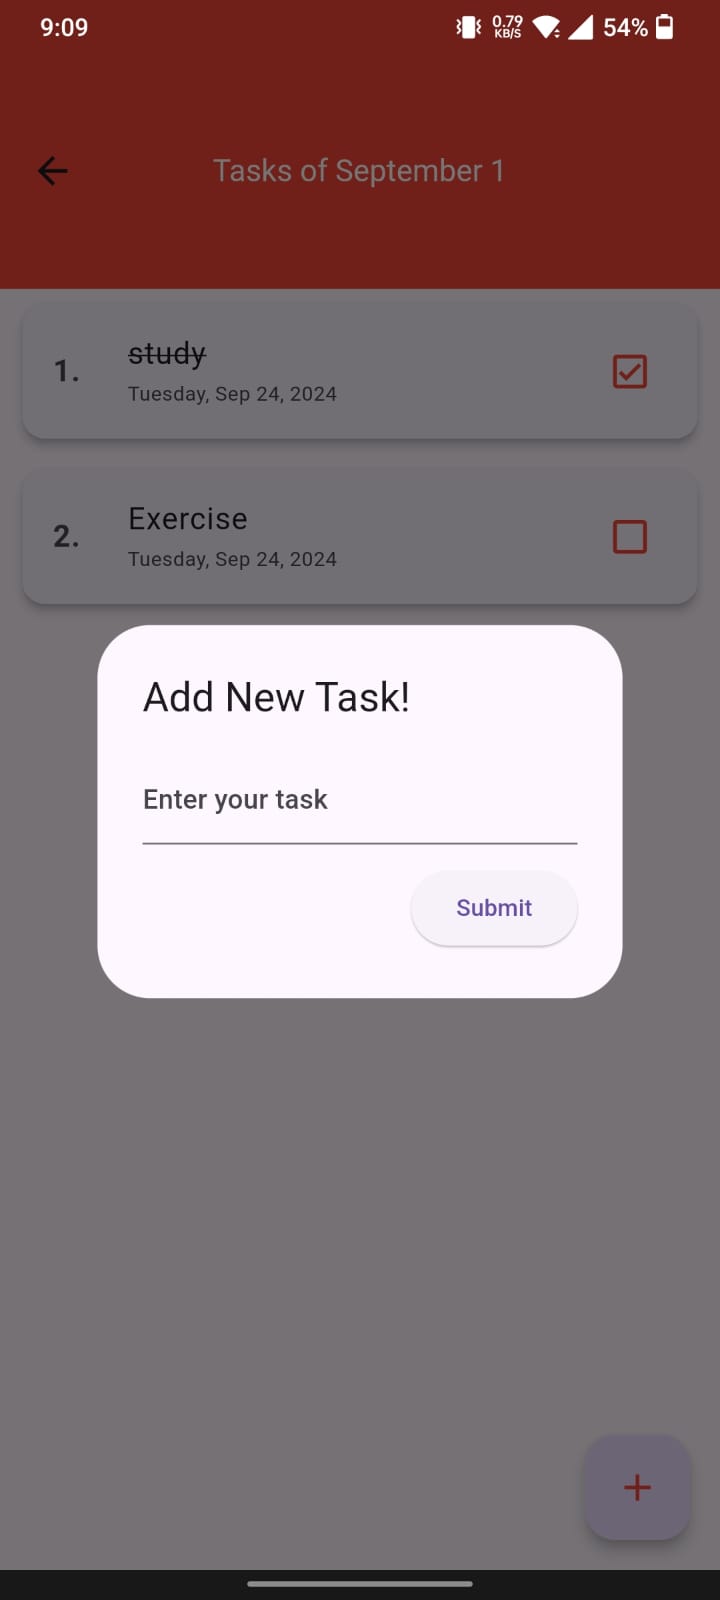 9:09
0.79
KB/S
54%
Tasks of September 1
study
1.
Tuesday, Sep 24, 2024
Exercise
2.
Tuesday, Sep 24, 2024
Add New Task!
Enter your task
Submit